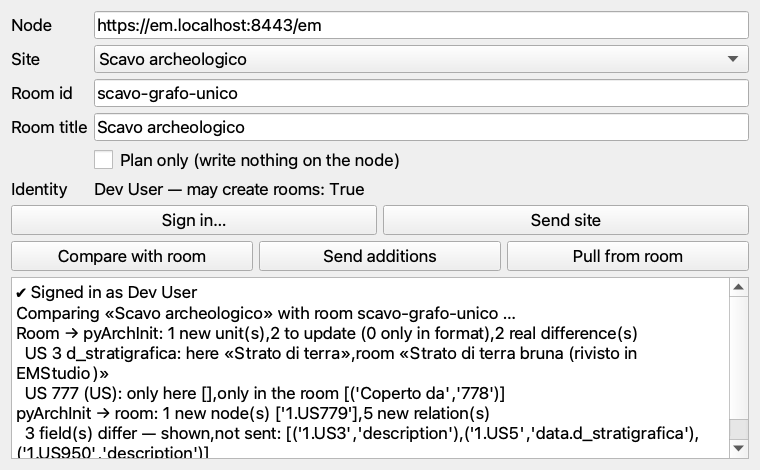 Node https://em.localhost:8443/em
Site Scavo archeologico
Room id scavo-grafo-unico
Room title Scavo archeologico
Plan only (write nothing on the node)
Identity Dev User — may create rooms: True
Sign in... Send site
Compare with room Send additions Pull from room
✔ Signed in as Dev User
Comparing «Scavo archeologico» with room scavo-grafo-unico ...
Room → pyArchInit: 1 new unit(s),2 to update (0 only in format),2 real difference(s)
US 3 d_stratigrafica: here «Strato di terra»,room «Strato di terra bruna (rivisto in
EMStudio)»
US 777 (US): only here [],only in the room [('Coperto da','778')]
pyArchInit → room: 1 new node(s) ['1.US779'],5 new relation(s)
3 field(s) differ — shown,not sent: [('1.US3','description'),('1.US5','data.d_stratigrafica'),
('1.US950','description')]